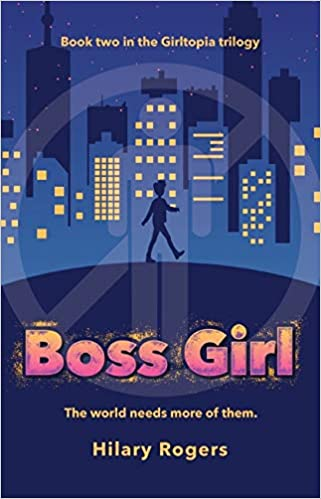 Book two in the Girltopia trilogy
Boss Girl
The world needs more of them.
Hilary Rogers